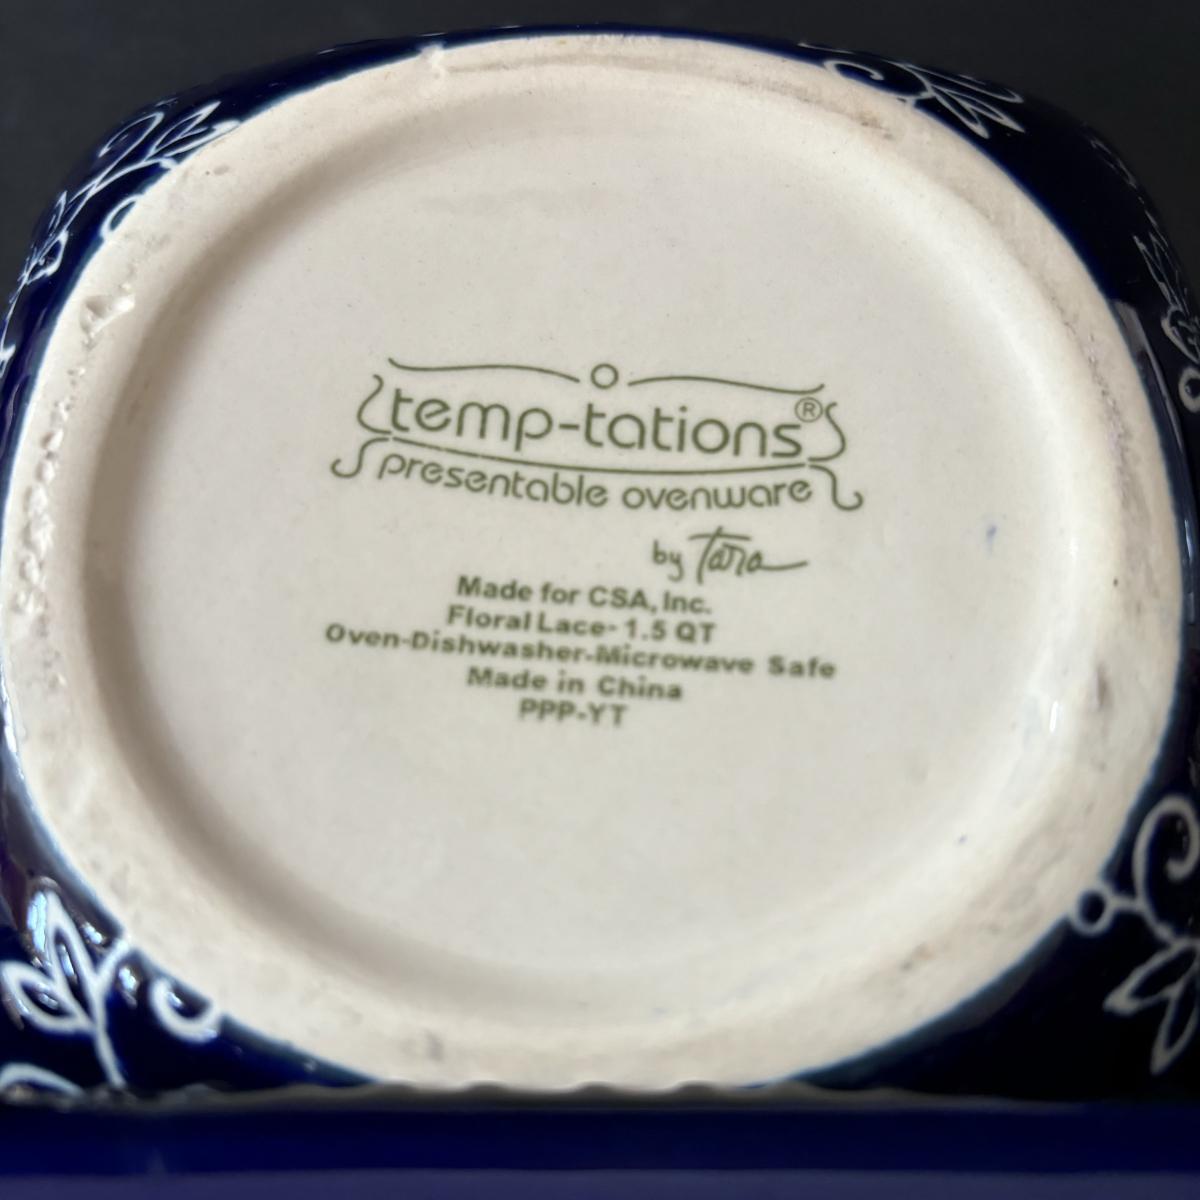 temp-tations®
presentable ovenware
by Tara
Made for CSA, Inc.
Floral Lace- 1.5 QT
Oven-Dishwasher-Microwave Safe
Made in China
PPP-YT